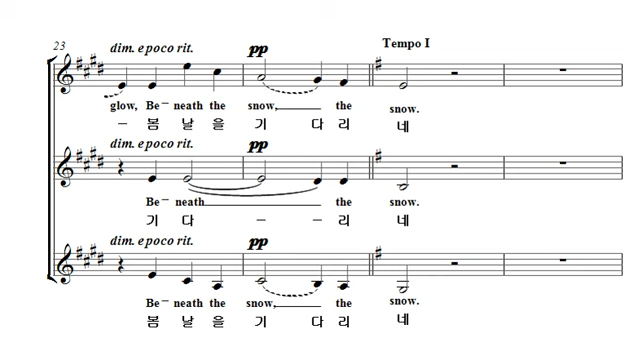 23
dim. e poco rit.
pp
Tempo I
glow, Be- neath the snow, the snow.
- 봄 날 을 기 다 리 네
dim. e poco rit.
pp
Be- neath the snow.
기 다 - - 리 네
dim. e poco rit.
pp
Be- neath the snow, the snow.
봄 날 을 기 다 리 네